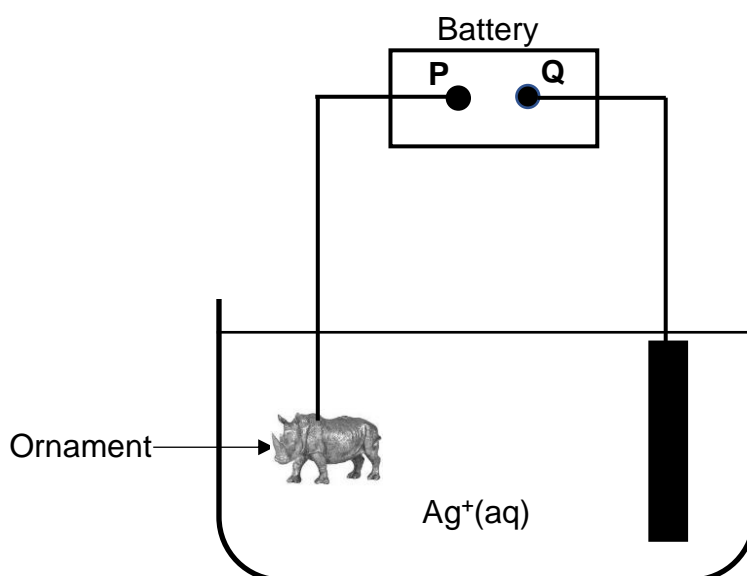 Battery
P
Q
Ornament
Ag⁺(aq)